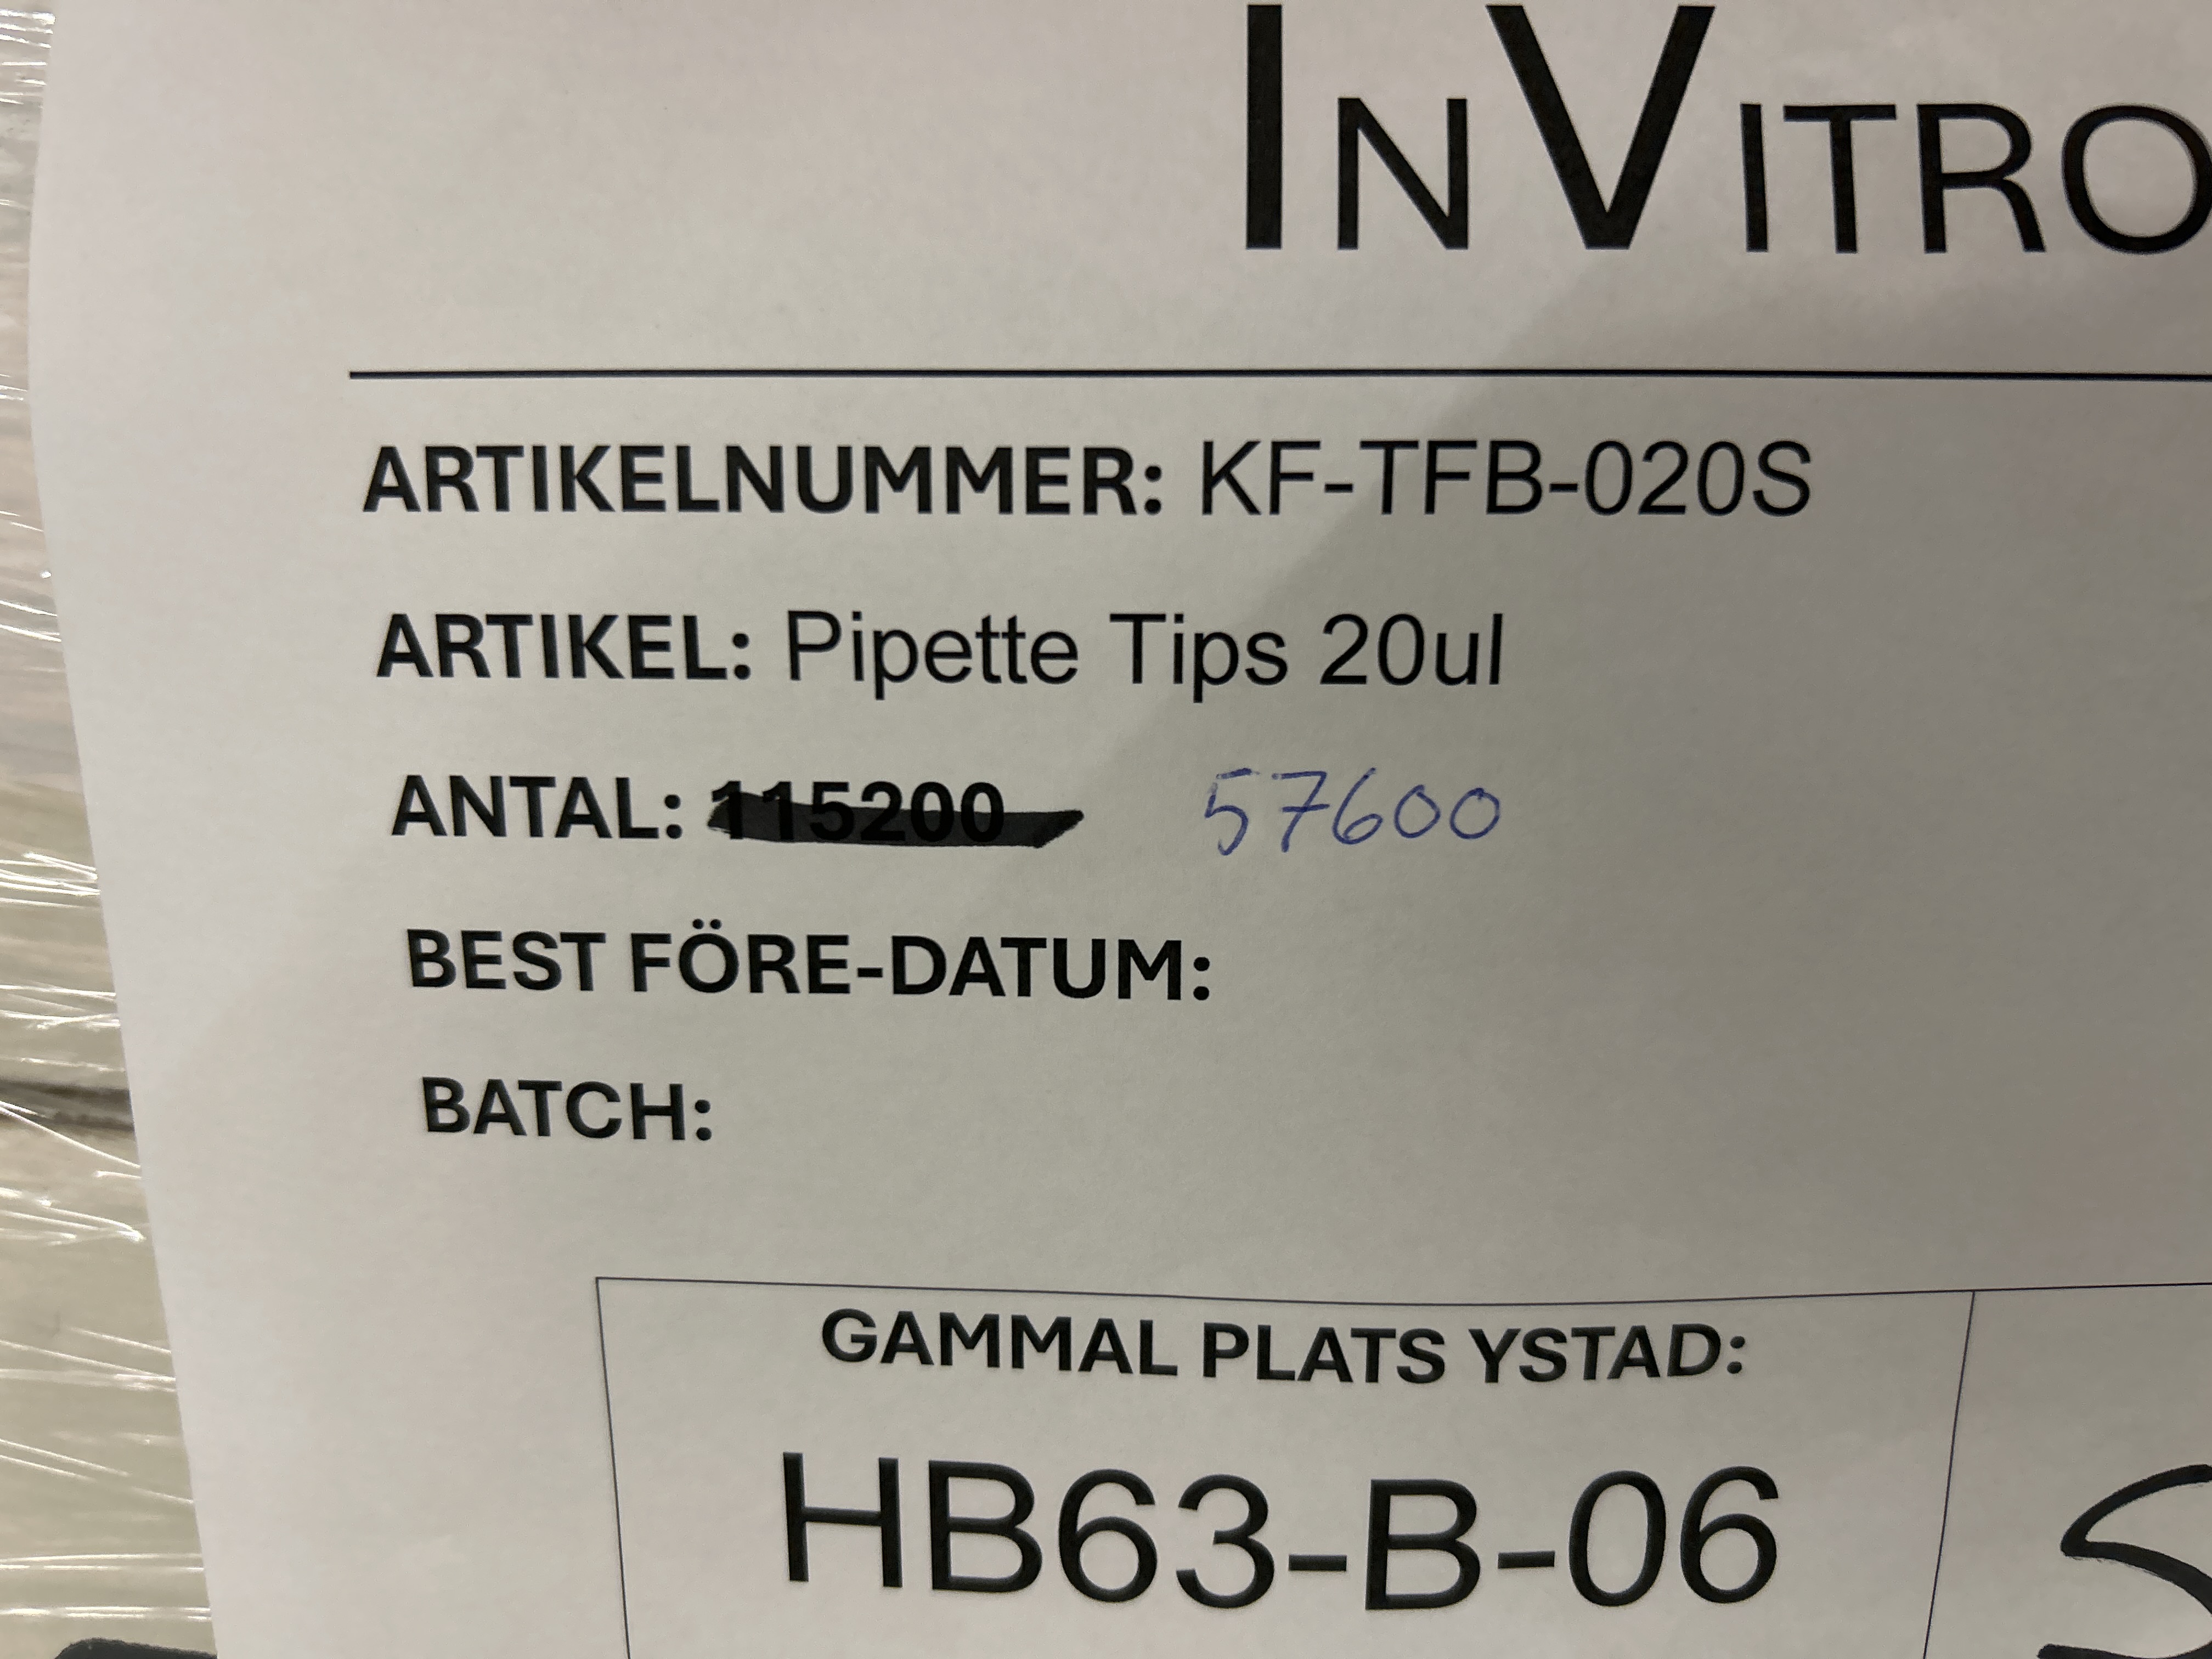 INVITRO
ARTIKELNUMMER: KF-TFB-020S
ARTIKEL: Pipette Tips 20ul
ANTAL: 115200 57600
BEST FÖRE-DATUM:
BATCH:
GAMMAL PLATS YSTAD:
HB63-B-06